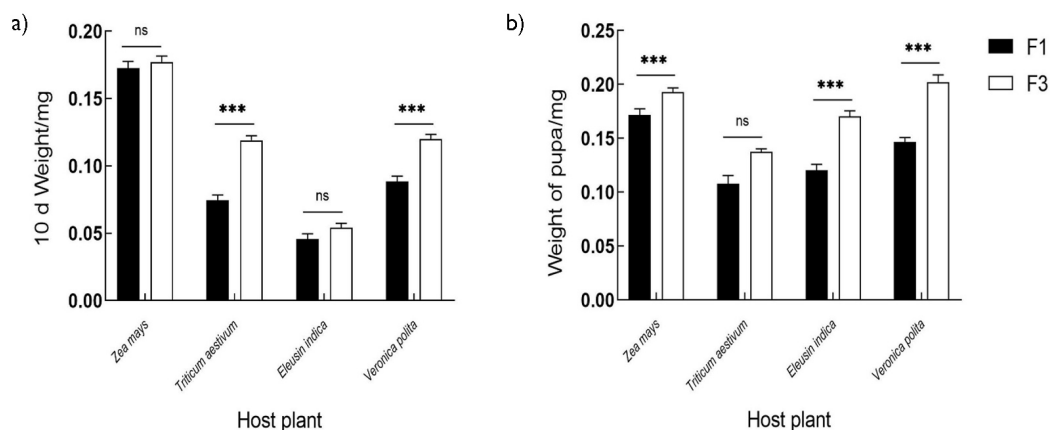 a)
10 d Weight/mg
0.20
0.15
0.10
0.05
0.00
ns
***
ns
***
Zea mays
Triticum aestivum
Eleusin indica
Veronica polita
Host plant
b)
Weight of pupa/mg
0.25
0.20
0.15
0.10
0.05
0.00
***
ns
***
***
Zea mays
Triticum aestivum
Eleusin indica
Veronica polita
Host plant
F1
F3